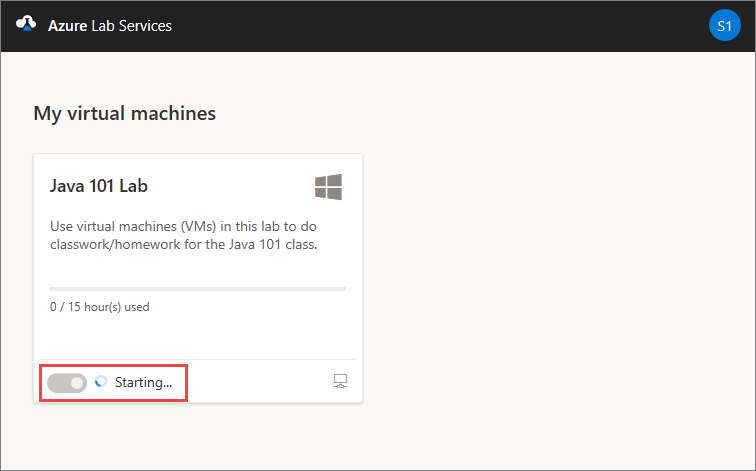 Azure Lab Services
S1
My virtual machines
Java 101 Lab
Use virtual machines (VMs) in this lab to do
classwork/homework for the Java 101 class.
0 / 15 hour(s) used
Starting...